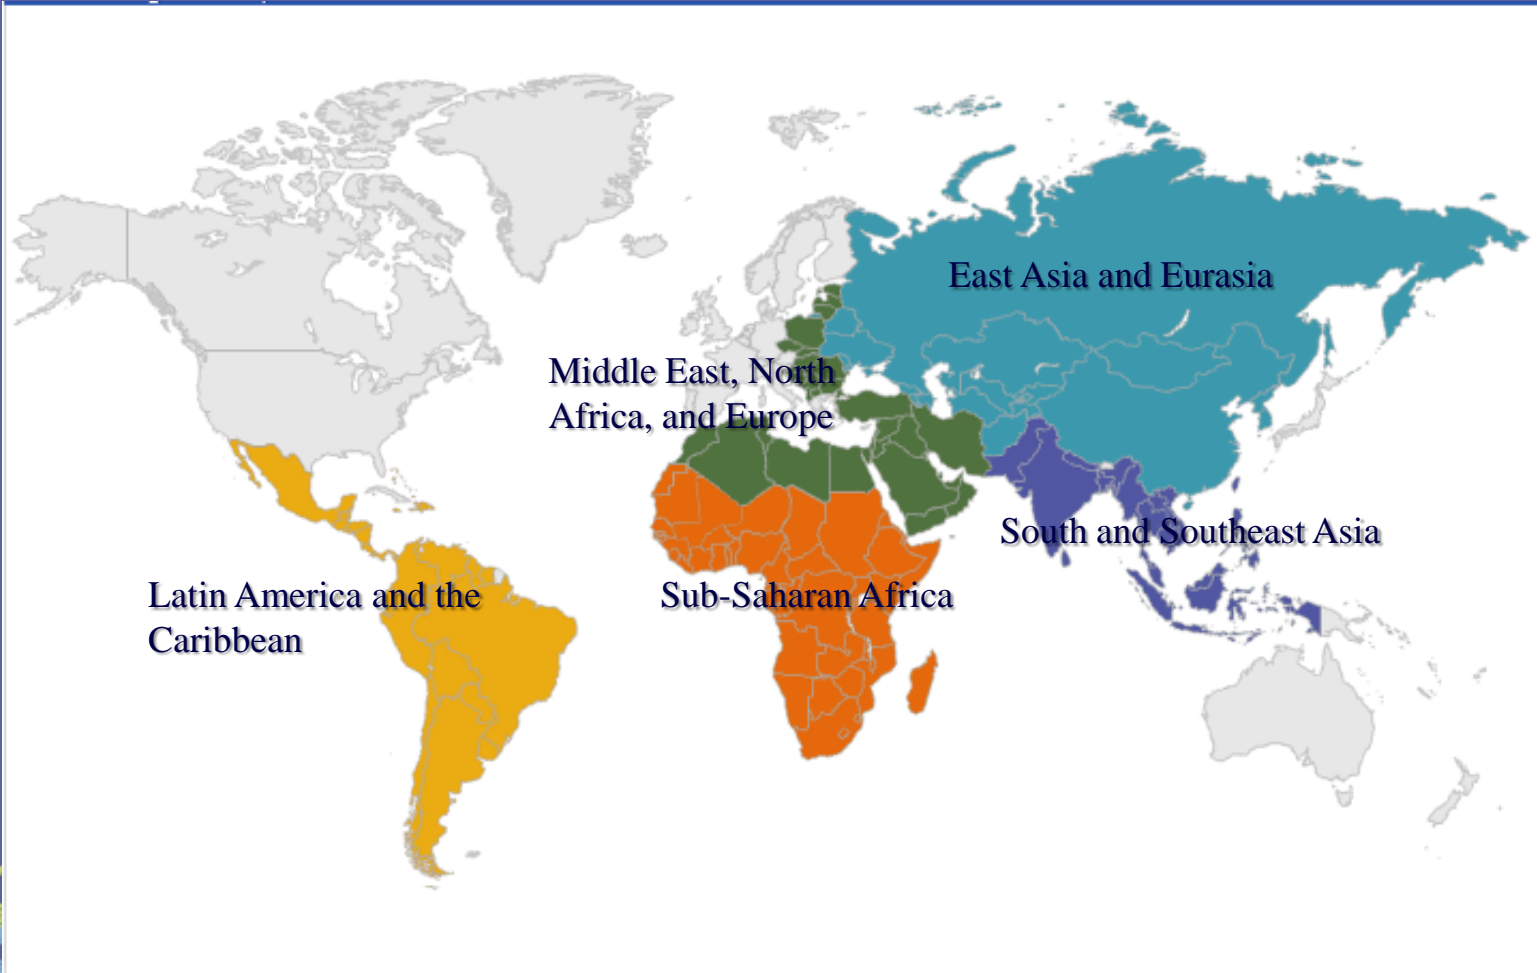 East Asia and Eurasia
Middle East, North
Africa, and Europe
South and Southeast Asia
Latin America and the
Caribbean
Sub-Saharan Africa